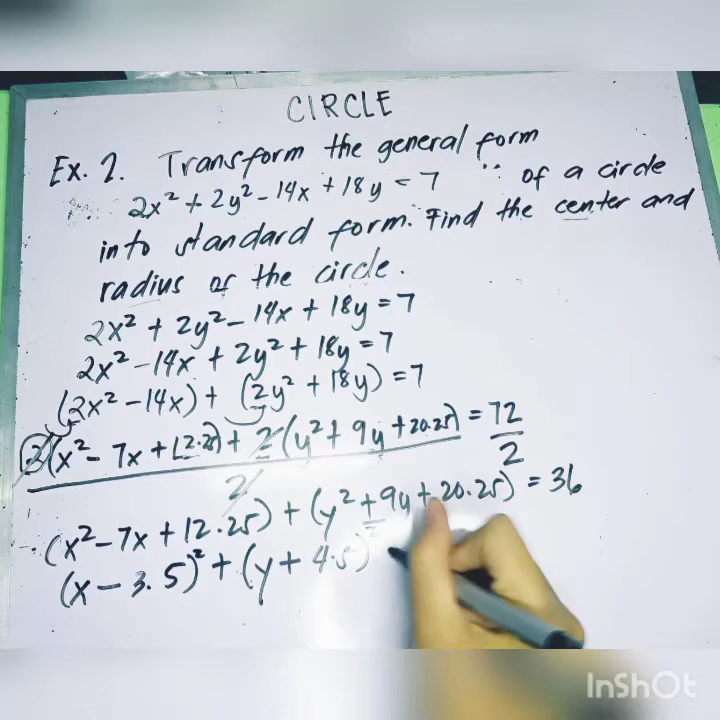 CIRCLE
Ex. 2. Transform the general form
2x² + 2y² - 14x + 18y = 7 of a circle
into standard form. Find the center and
radius of the circle.
2x² + 2y² - 14x + 18y = 7
2x² - 14x + 2y² + 18y = 7
(2x² - 14x) + (2y² + 18y) = 7
2(x² - 7x + 12.25) + 2(y² + 9y + 20.25) = 72
2 2
(x² - 7x + 12.25) + (y² + 9y + 20.25) = 36
(x - 3.5)² + (y + 4.5)²
InShOt